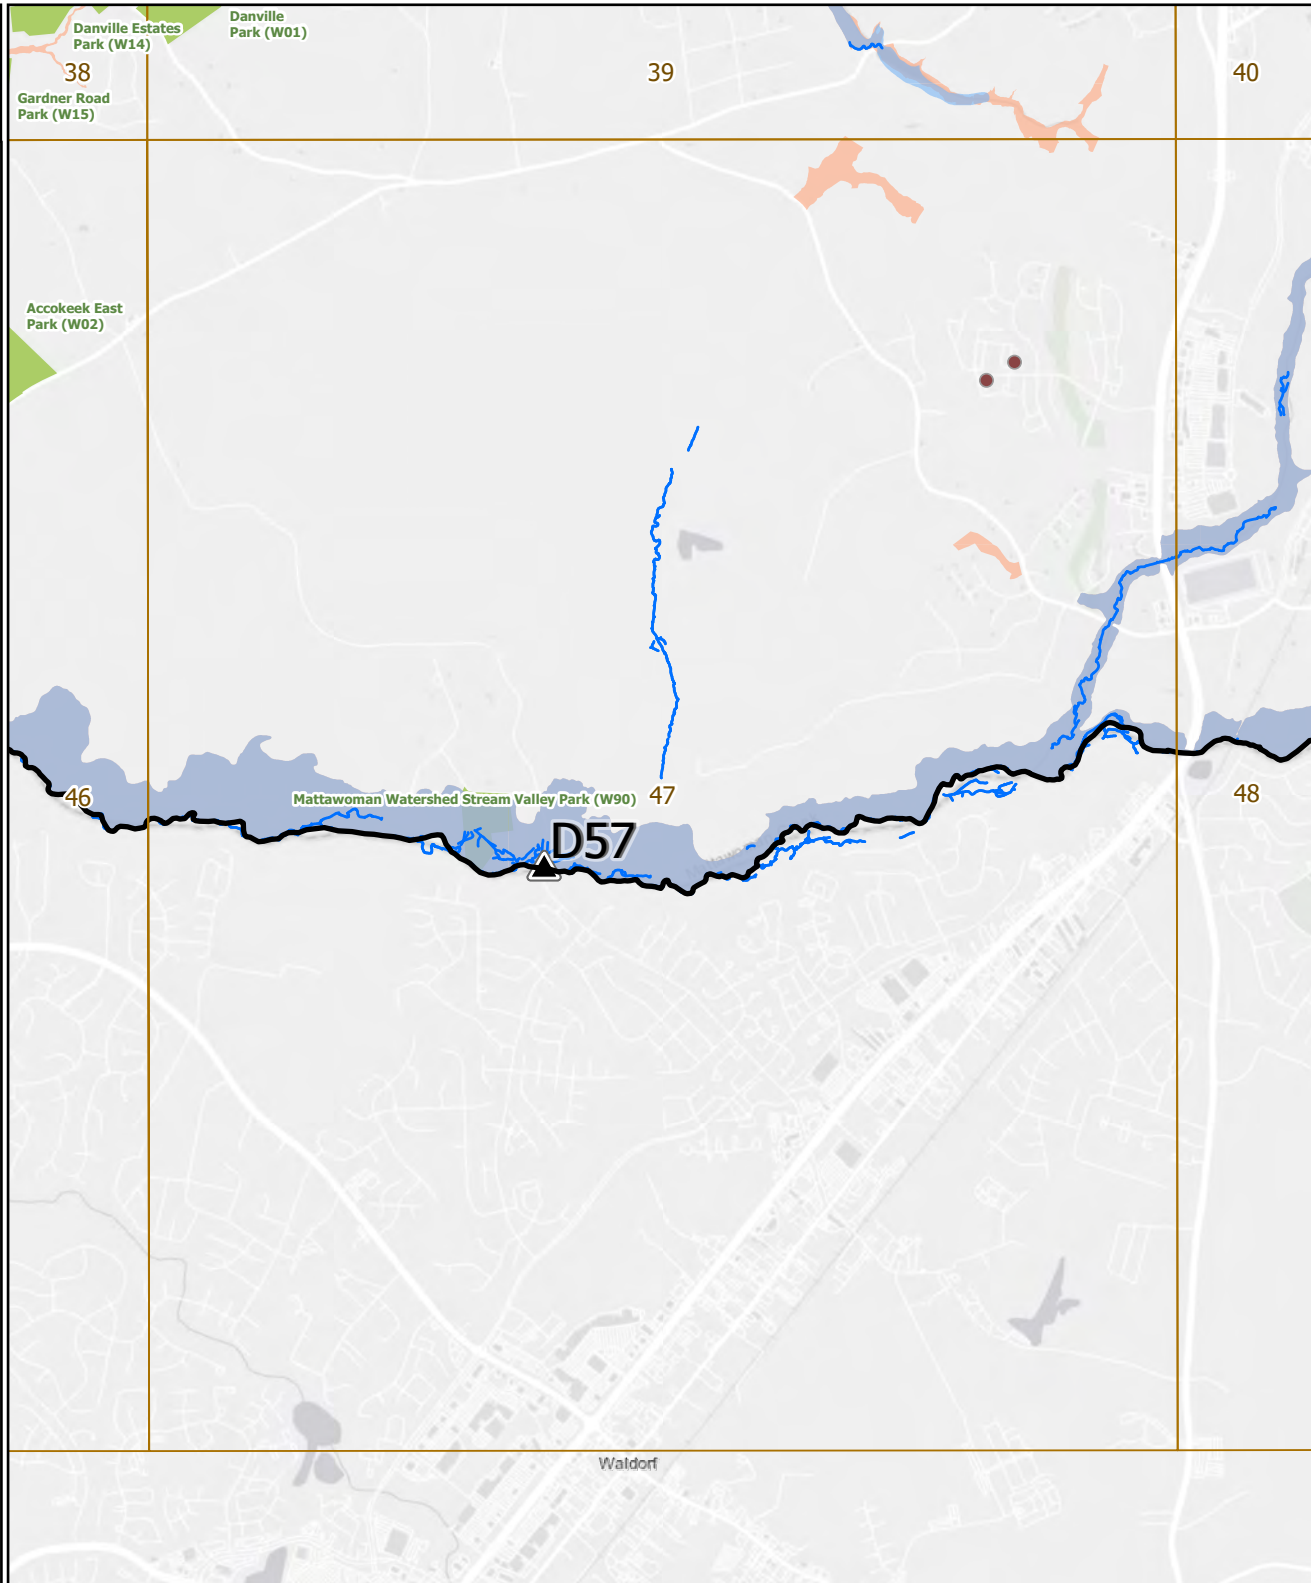 Danville Estates
Park (W14)
Danville
Park (W01)
38
39
40
Gardner Road
Park (W15)
Accokeek East
Park (W02)
46
Mattawoman Watershed Stream Valley Park (W90)
47
48
D57
Waldorf